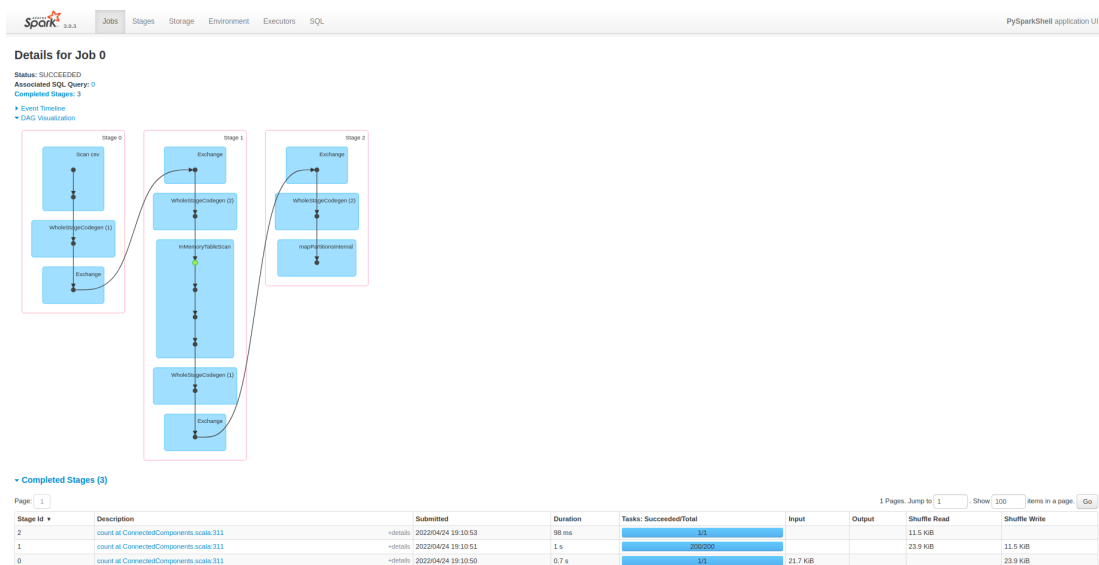 APACHE Spark 3.0.3 Jobs Stages Storage Environment Executors SQL PySparkShell application UI
Details for Job 0
Status: SUCCEEDED
Associated SQL Query: 0
Completed Stages: 3
Event Timeline
DAG Visualization
Stage 0
Scan csv
WholeStageCodegen (1)
Exchange
Stage 1
Exchange
WholeStageCodegen (2)
InMemoryTableScan
WholeStageCodegen (1)
Exchange
Stage 2
Exchange
WholeStageCodegen (2)
mapPartitionsInternal
Completed Stages (3)
Page: 1 1 Pages. Jump to 1 . Show 100 items in a page. Go
Stage Id ▾ Description Submitted Duration Tasks: Succeeded/Total Input Output Shuffle Read Shuffle Write
2 count at ConnectedComponents.scala:311 +details 2022/04/24 19:10:53 98 ms 1/1 11.5 KiB
1 count at ConnectedComponents.scala:311 +details 2022/04/24 19:10:51 1 s 200/200 23.9 KiB 11.5 KiB
0 count at ConnectedComponents.scala:311 +details 2022/04/24 19:10:50 0.7 s 1/1 21.7 KiB 23.9 KiB